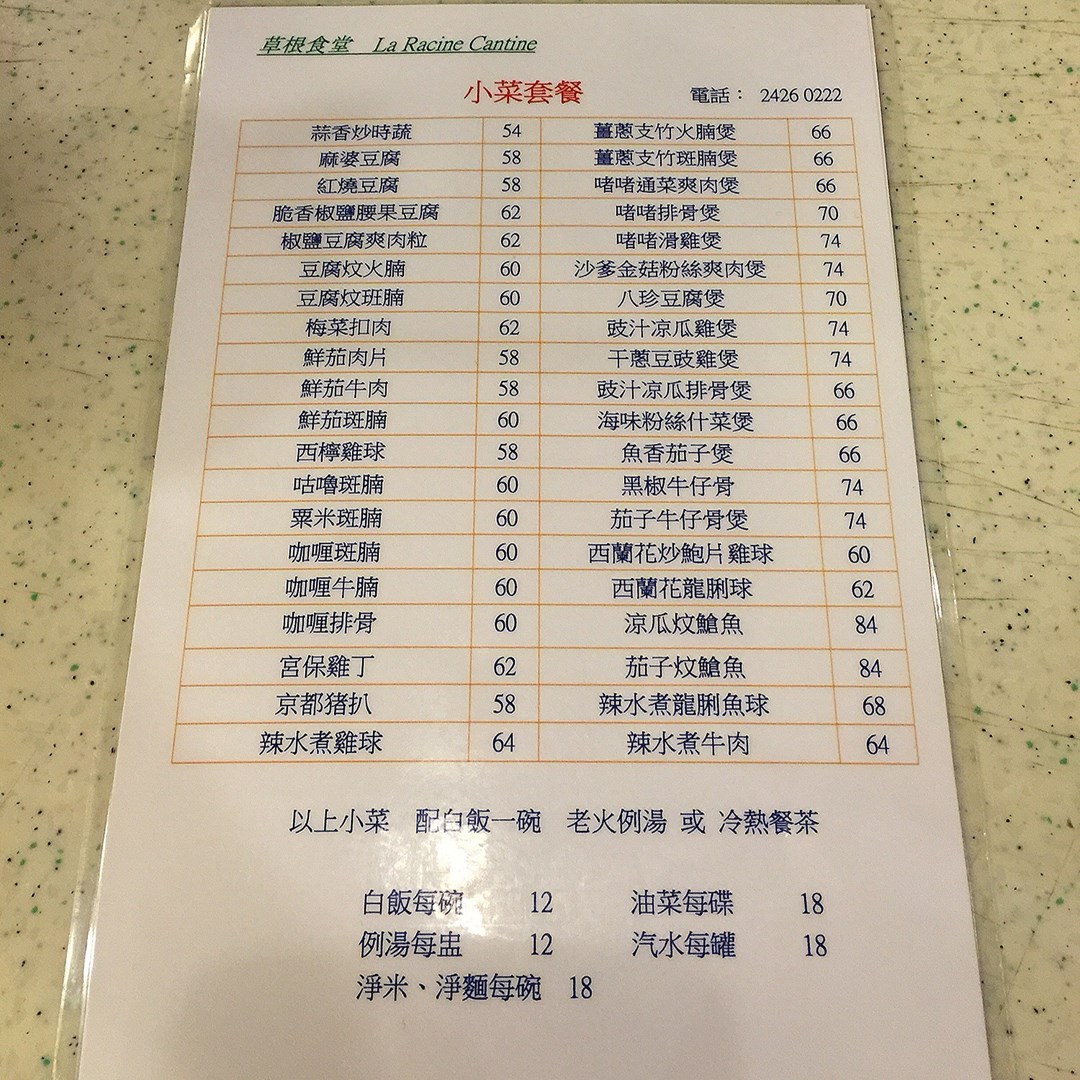 草根食堂 La Racine Cantine
小菜套餐 電話： 2426 0222
蒜香炒時蔬 54 薑蔥支竹火腩煲 66
麻婆豆腐 58 薑蔥支竹斑腩煲 66
紅燒豆腐 58 啫啫通菜爽肉煲 66
脆香椒鹽腰果豆腐 62 啫啫排骨煲 70
椒鹽豆腐爽肉粒 62 啫啫滑雞煲 74
豆腐炆火腩 60 沙爹金菇粉絲爽肉煲 74
豆腐炆班腩 60 八珍豆腐煲 70
梅菜扣肉 62 豉汁凉瓜雞煲 74
鮮茄肉片 58 干蔥豆豉雞煲 74
鮮茄牛肉 58 豉汁凉瓜排骨煲 66
鮮茄斑腩 60 海味粉絲什菜煲 66
西檸雞球 58 魚香茄子煲 66
咕嚕斑腩 60 黑椒牛仔骨 74
粟米斑腩 60 茄子牛仔骨煲 74
咖喱斑腩 60 西蘭花炒鮑片雞球 60
咖喱牛腩 60 西蘭花龍脷球 62
咖喱排骨 60 涼瓜炆鱠魚 84
宮保雞丁 62 茄子炆鱠魚 84
京都豬扒 58 辣水煮龍脷魚球 68
辣水煮雞球 64 辣水煮牛肉 64
以上小菜 配白飯一碗 老火例湯 或 冷熱餐茶
白飯每碗 12 油菜每碟 18
例湯每盅 12 汽水每罐 18
淨米、淨麵每碗 18